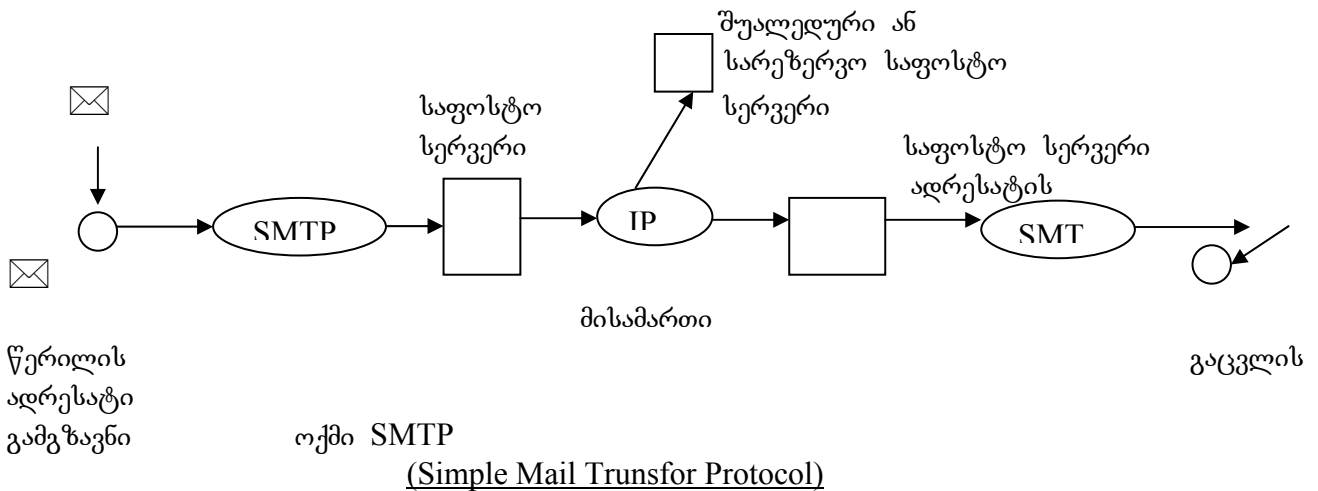 შუალედური ან
სარეზერვო საფოსტო
სერვერი
საფოსტო
სერვერი
საფოსტო სერვერი
ადრესატის
SMTP
IP
SMT
მისამართი
წერილის
გაცვლის
ადრესატი
გამგზავნი
ოქმი SMTP
(Simple Mail Trunsfor Protocol)